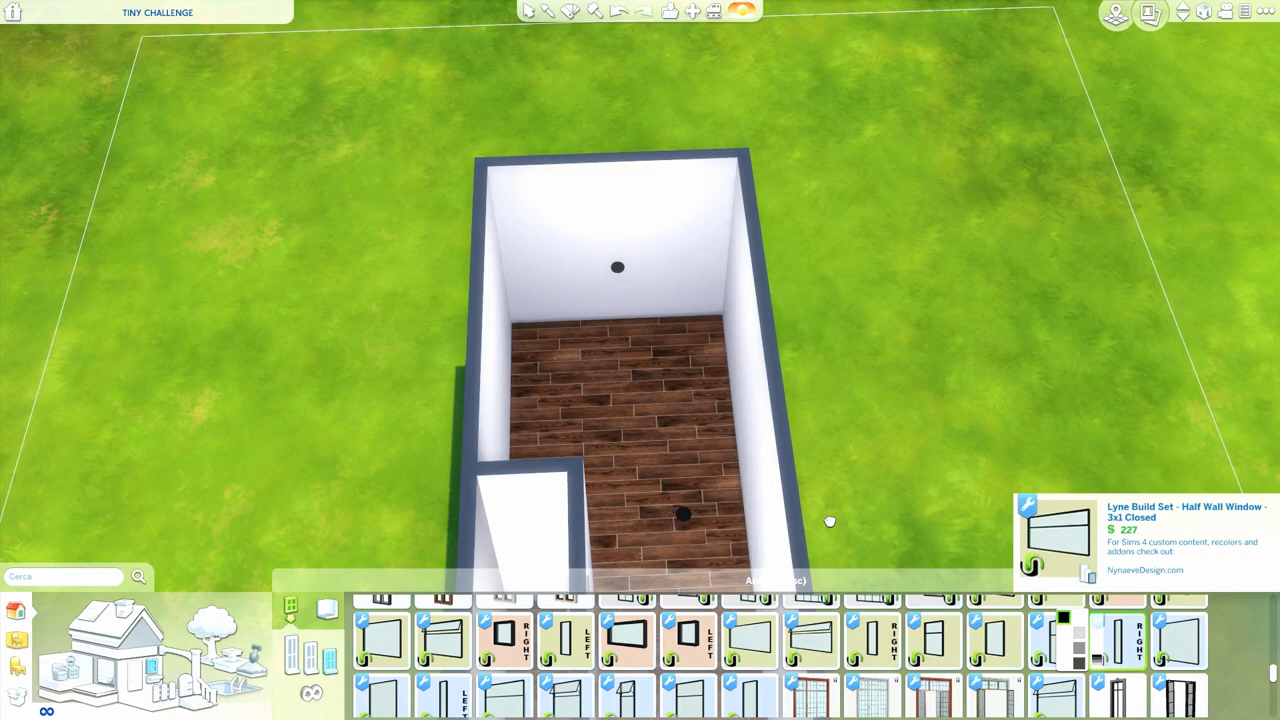 TINY CHALLENGE
Lyne Build Set - Half Wall Window -
3x1 Closed
$ 227
For Sims 4 custom content, recolors and
addons check out:
NynaeveDesign.com
Cerca
RIGHT
LEFT
LEFT
RIGHT
RIGHT
LEFT